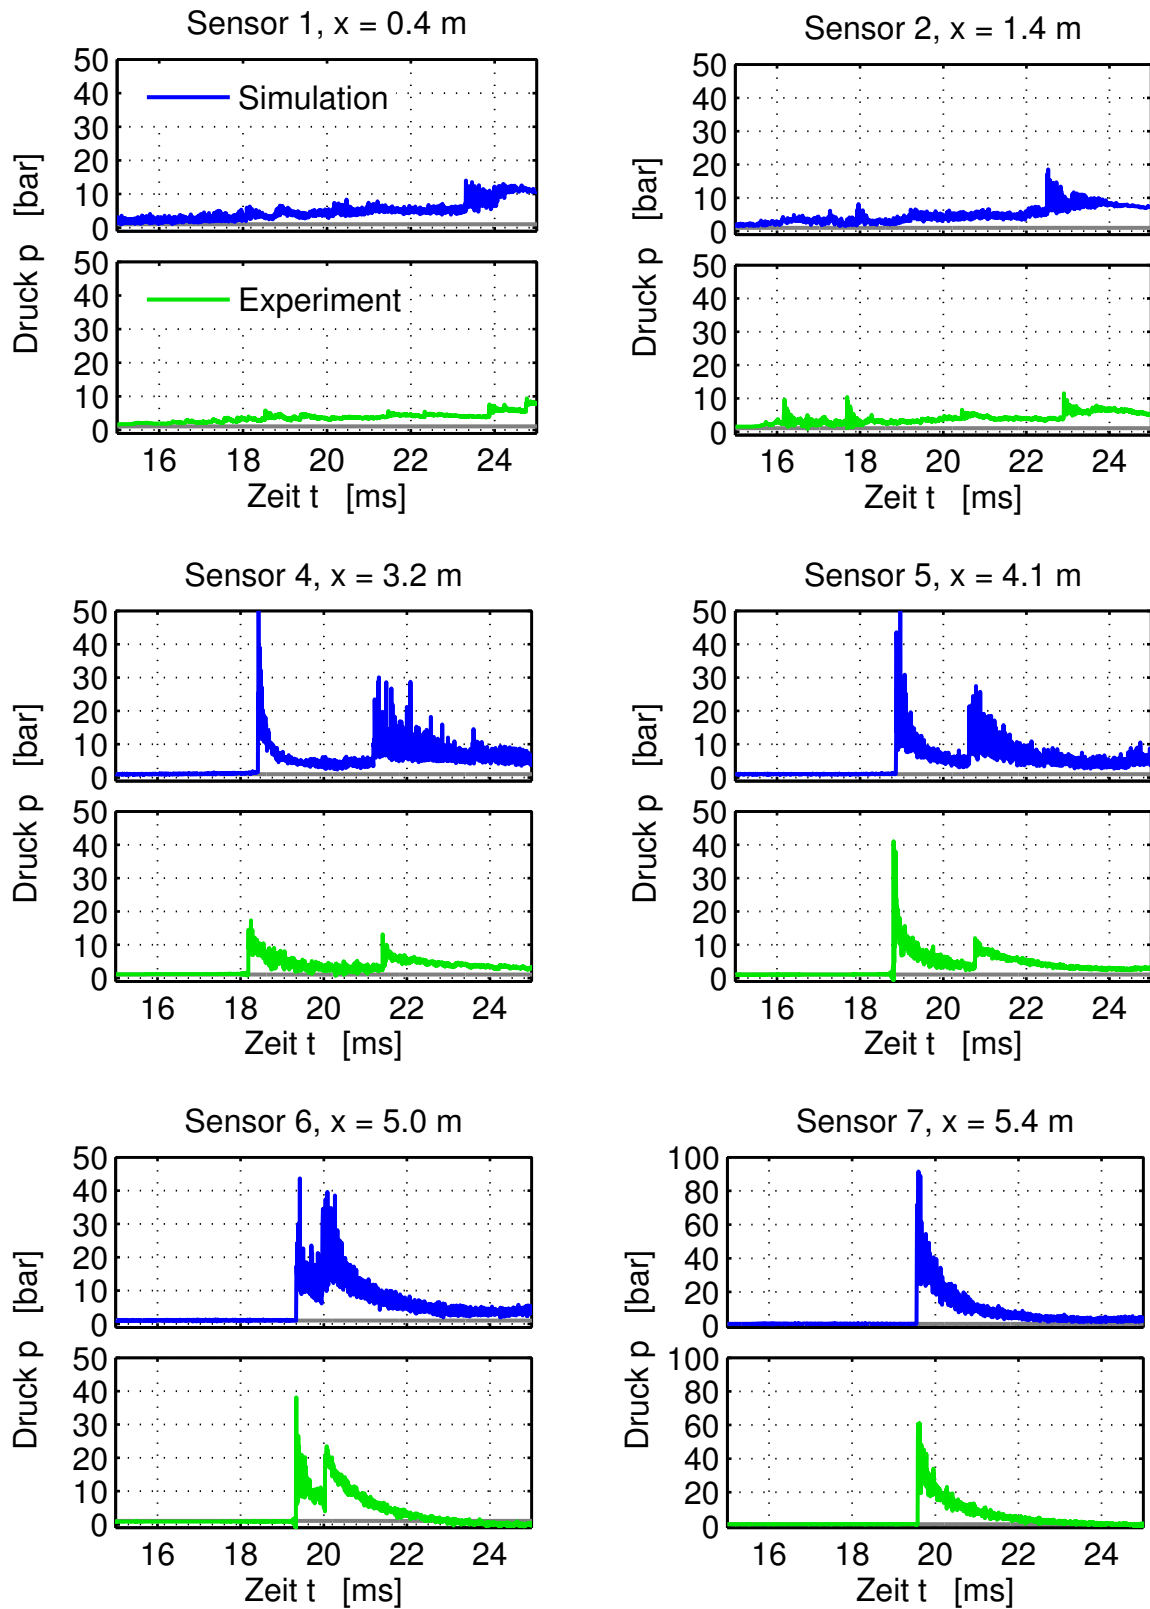 Sensor 1, x = 0.4 m
50
40
30
20
10
0
Simulation
50
40
30
20
10
0
Experiment
Druck p [bar]
16 18 20 22 24
Zeit t [ms]
Sensor 2, x = 1.4 m
50
40
30
20
10
0
50
40
30
20
10
0
Druck p [bar]
16 18 20 22 24
Zeit t [ms]
Sensor 4, x = 3.2 m
50
40
30
20
10
0
50
40
30
20
10
0
Druck p [bar]
16 18 20 22 24
Zeit t [ms]
Sensor 5, x = 4.1 m
50
40
30
20
10
0
50
40
30
20
10
0
Druck p [bar]
16 18 20 22 24
Zeit t [ms]
Sensor 6, x = 5.0 m
50
40
30
20
10
0
50
40
30
20
10
0
Druck p [bar]
16 18 20 22 24
Zeit t [ms]
Sensor 7, x = 5.4 m
100
80
60
40
20
0
100
80
60
40
20
0
Druck p [bar]
16 18 20 22 24
Zeit t [ms]